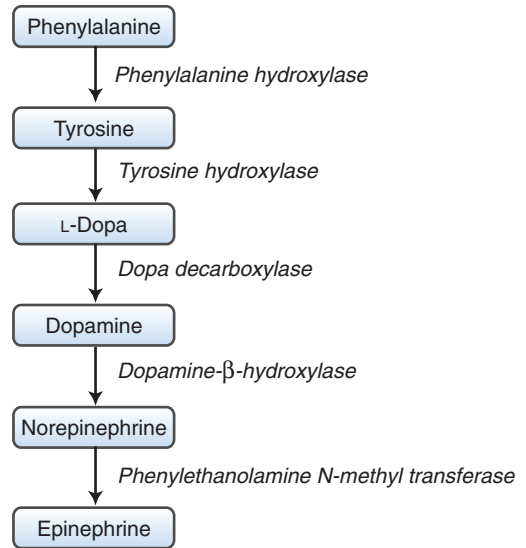 Phenylalanine
Phenylalanine hydroxylase
Tyrosine
Tyrosine hydroxylase
L-Dopa
Dopa decarboxylase
Dopamine
Dopamine-β-hydroxylase
Norepinephrine
Phenylethanolamine N-methyl transferase
Epinephrine